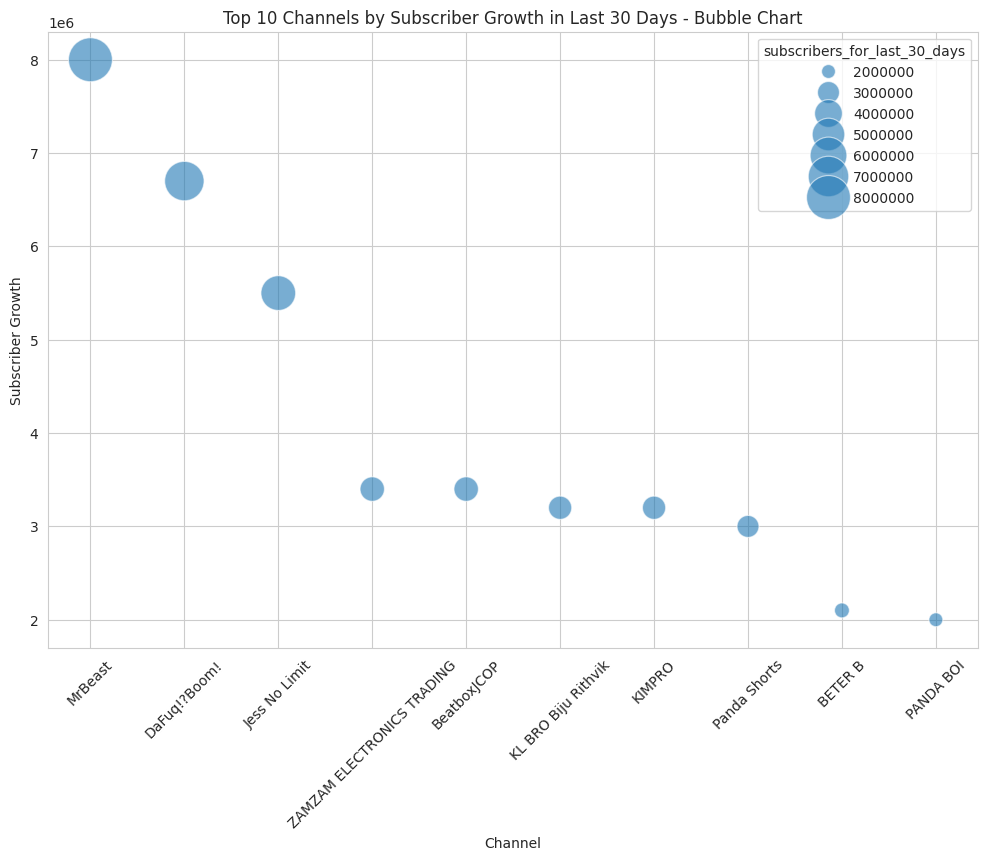 Top 10 Channels by Subscriber Growth in Last 30 Days - Bubble Chart
1e6
8
7
6
5
4
3
2
Subscriber Growth
subscribers_for_last_30_days
2000000
3000000
4000000
5000000
6000000
7000000
8000000
MrBeast
DaFuq!?Boom!
Jess No Limit
ZAMZAM ELECTRONICS TRADING
BeatboxJCOP
KL BRO Biju Rithvik
KIMPRO
Panda Shorts
BETER B
PANDA BOI
Channel